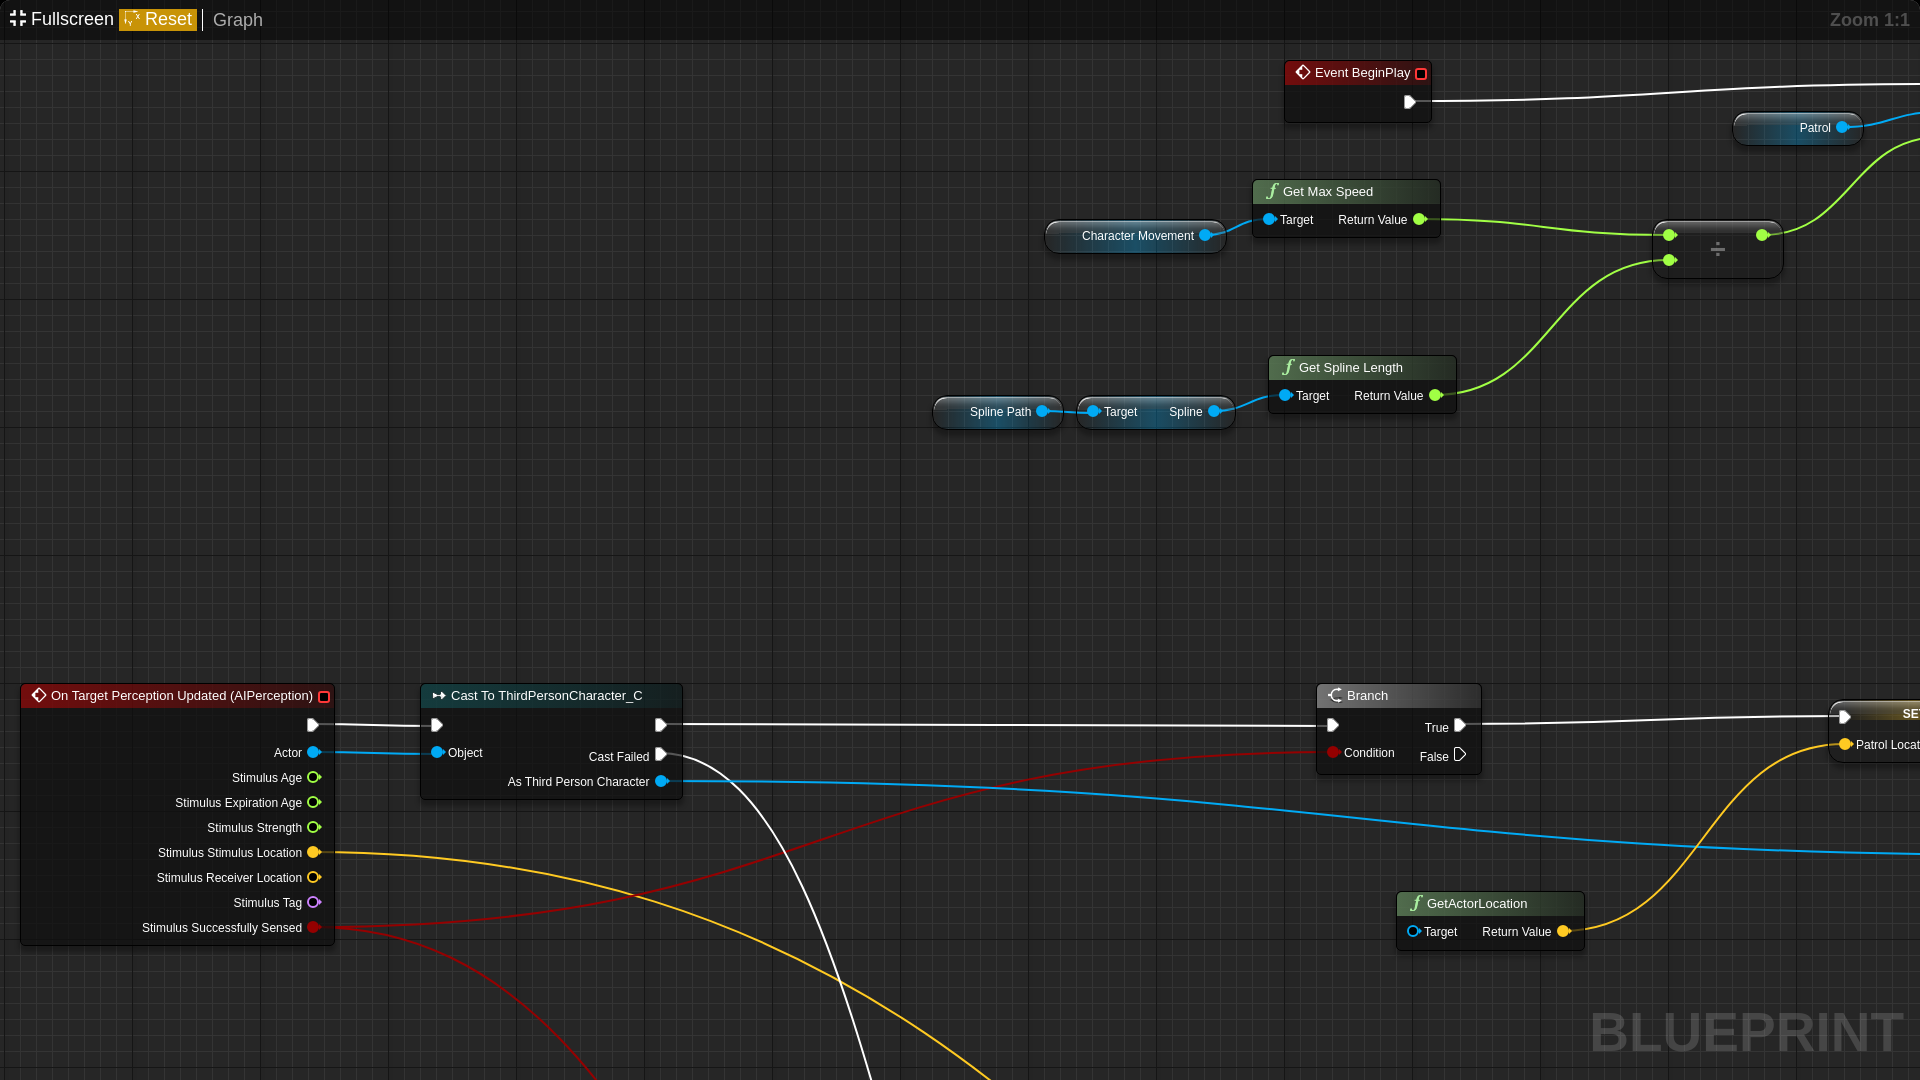 Fullscreen Reset Graph Zoom 1:1
Event BeginPlay
Patrol
Get Max Speed
Target Return Value
Character Movement
÷
Get Spline Length
Target Return Value
Spline Path
Target Spline
On Target Perception Updated (AIPerception)
Actor
Stimulus Age
Stimulus Expiration Age
Stimulus Strength
Stimulus Stimulus Location
Stimulus Receiver Location
Stimulus Tag
Stimulus Successfully Sensed
Cast To ThirdPersonCharacter_C
Object
Cast Failed
As Third Person Character
Branch
True
Condition
False
SET
Patrol Locat
GetActorLocation
Target Return Value
BLUEPRINT